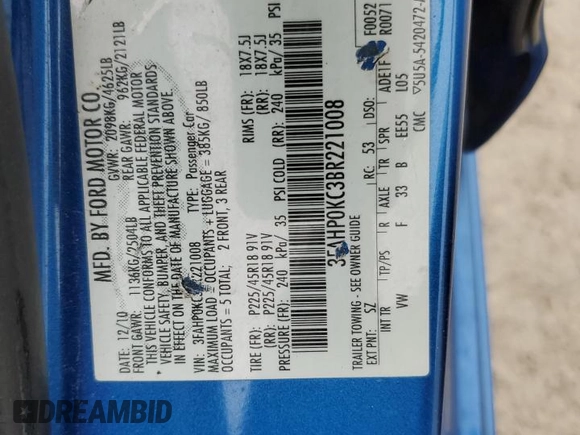 MFD. BY FORD MOTOR CO.
DATE: 12/10 GVWR: 2098KG/4625LB
FRONT GAWR: 1136KG/2504LB REAR GAWR: 962KG/2121LB
* THIS VEHICLE CONFORMS TO ALL APPLICABLE FEDERAL MOTOR
VEHICLE SAFETY, BUMPER, AND THEFT PREVENTION STANDARDS
IN EFFECT ON THE DATE OF MANUFACTURE SHOWN ABOVE.
VIN: 3FAHP0KC3BR221008 TYPE: Passenger Car
MAXIMUM LOAD = OCCUPANTS + LUGGAGE = 385KG/ 850LB
OCCUPANTS = 5 TOTAL: 2 FRONT, 3 REAR
TIRE (FR): P225/45R18 91V RIMS (FR): 18X7.5J
(RR): P225/45R18 91V (RR): 18X7.5J
PRESSURE (FR): 240 kPa/ 35 PSI COLD (RR): 240 kPa/ 35 PSI
3FAHP0KC3BR221008
TRAILER TOWING - SEE OWNER GUIDE
F0052
R0071
EXT PNT: SZ RC: 53 DSO:
INT TR TP/PS R AXLE TR SPR ADETF
VW F 33 B EE55 L05
CMC 5U5A-5420472-
DREAMBID